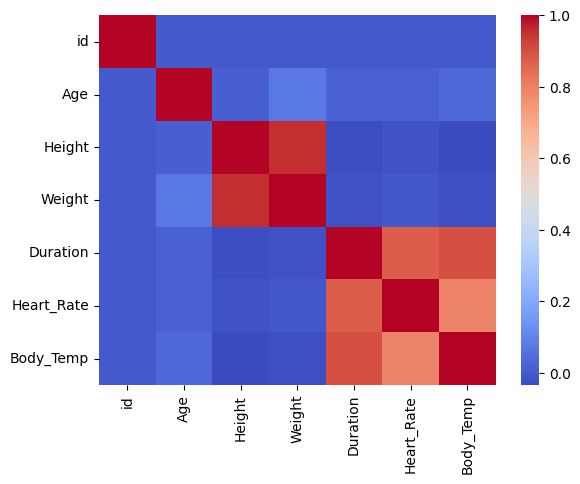 id
Age
Height
Weight
Duration
Heart_Rate
Body_Temp
id
Age
Height
Weight
Duration
Heart_Rate
Body_Temp
1.0
0.8
0.6
0.4
0.2
0.0